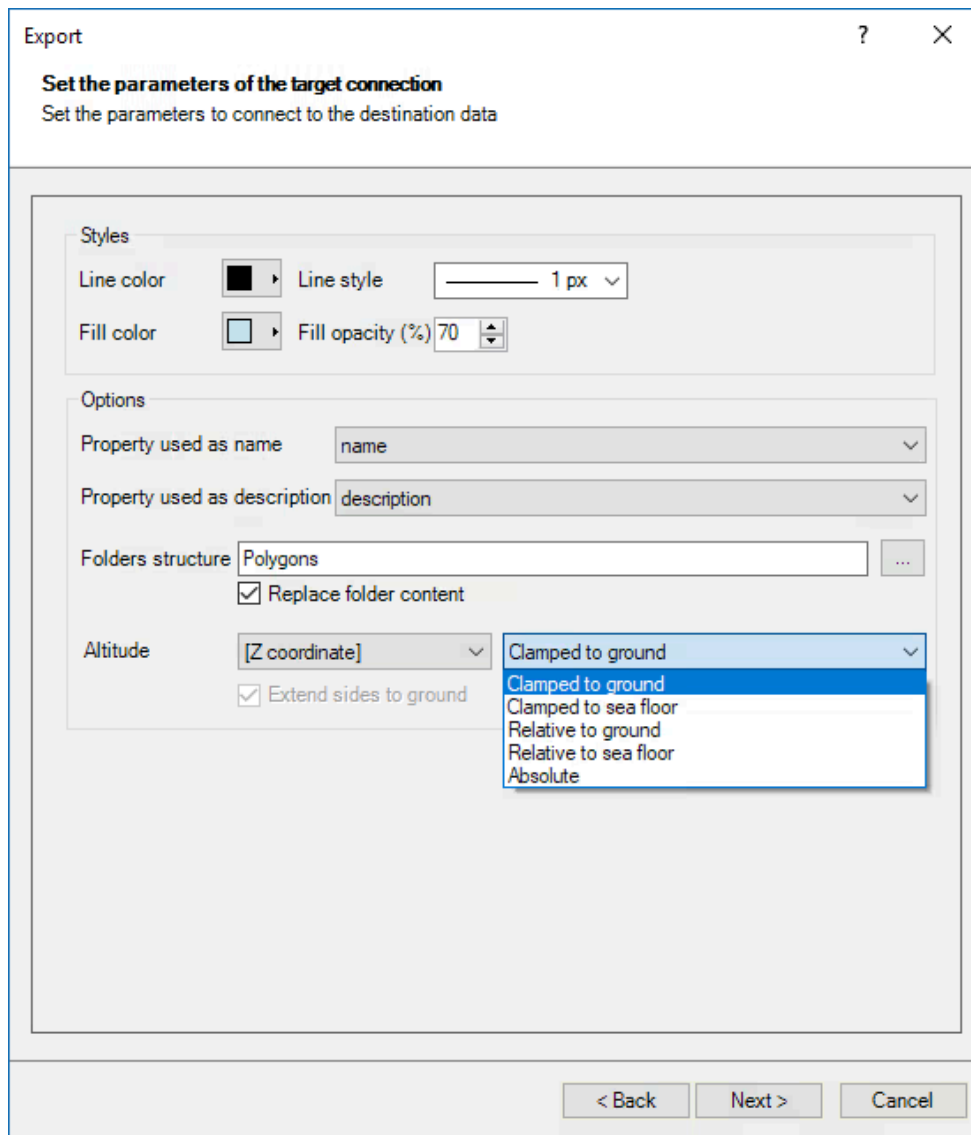 Export ?
Set the parameters of the target connection
Set the parameters to connect to the destination data
Styles
Line color Line style 1 px
Fill color Fill opacity (%) 70
Options
Property used as name name
Property used as description description
Folders structure Polygons ...
Replace folder content
Altitude [Z coordinate] Clamped to ground
Extend sides to ground Clamped to ground
Clamped to sea floor
Relative to ground
Relative to sea floor
Absolute
< Back Next > Cancel